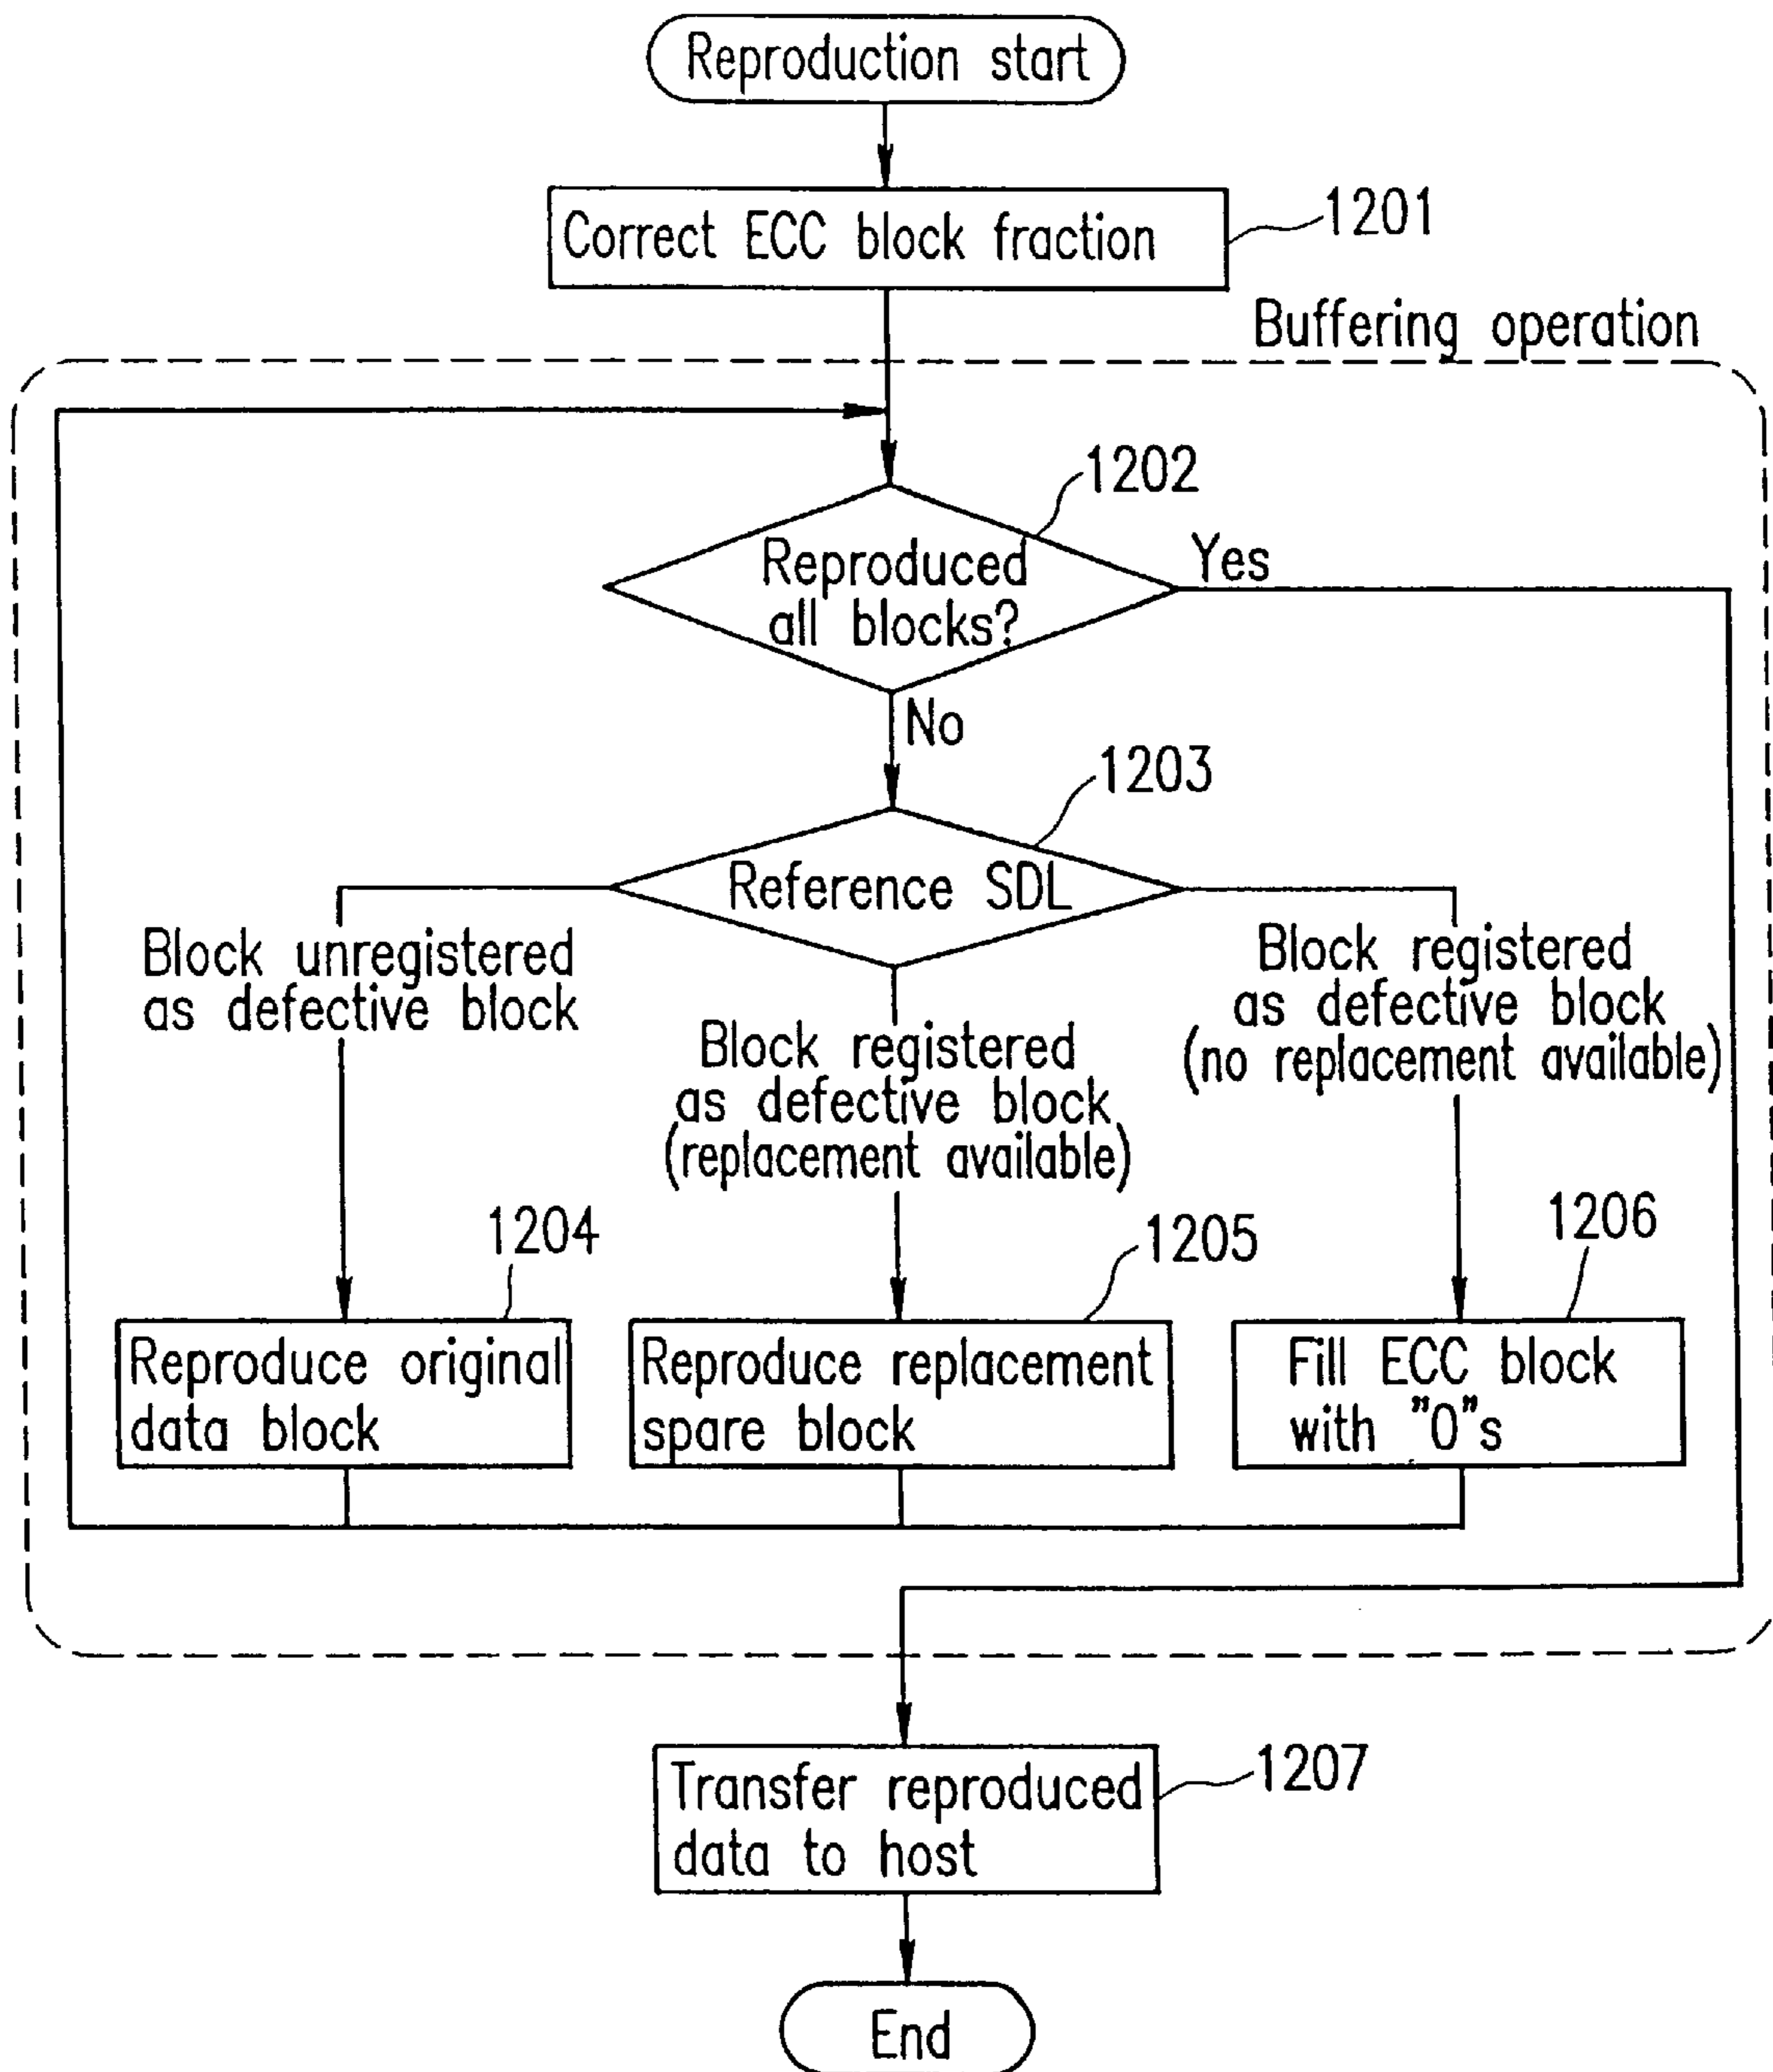 Reproduction start
Correct ECC block fraction
1201
Buffering operation
1202
Reproduced
all blocks?
Yes
No
1203
Reference SDL
Block unregistered
as defective block
Block registered
as defective block
(replacement available)
Block registered
as defective block
(no replacement available)
1204
Reproduce original
data block
1205
Reproduce replacement
spare block
1206
Fill ECC block
with "0"s
Transfer reproduced
data to host
1207
End